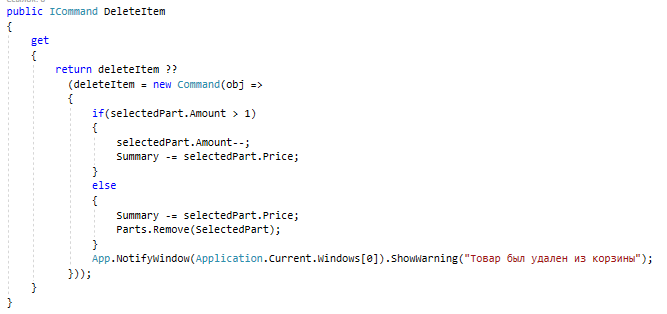 public ICommand DeleteItem
{
get
{
return deleteItem ??
(deleteItem = new Command(obj =>
{
if(selectedPart.Amount > 1)
{
selectedPart.Amount--;
Summary -= selectedPart.Price;
}
else
{
Summary -= selectedPart.Price;
Parts.Remove(SelectedPart);
}
App.NotifyWindow(Application.Current.Windows[0]).ShowWarning("Товар был удален из корзины");
}));
}
}